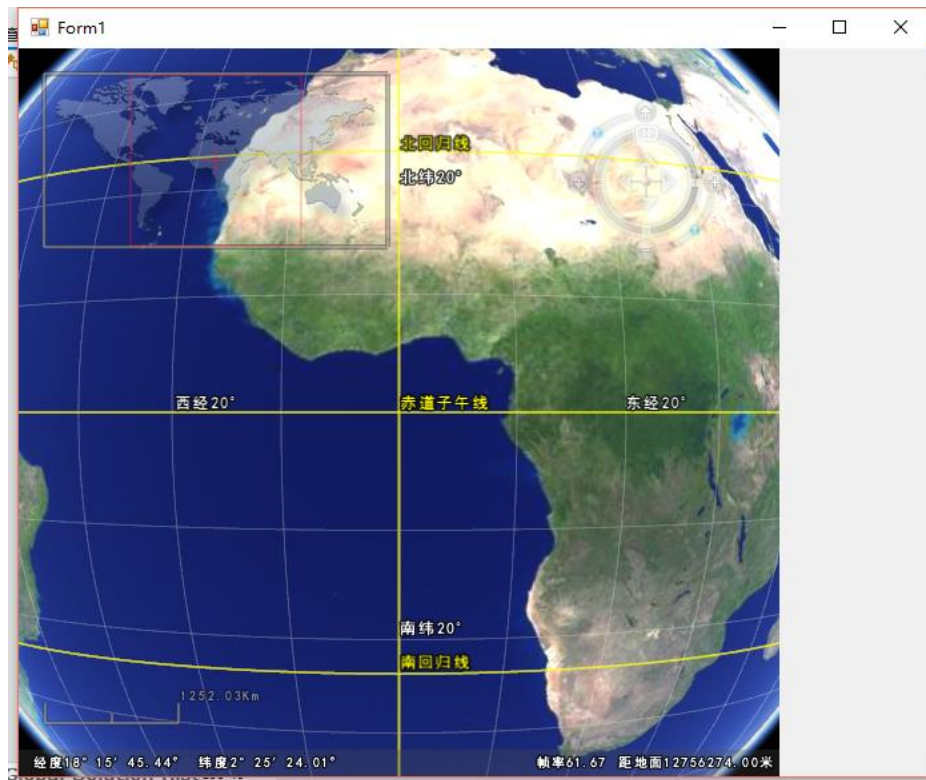 Form1
北回归线
北纬20°
西经20°
赤道子午线
东经20°
南纬20°
南回归线
1252.03Km
经度18° 15′ 45.44″ 纬度2° 25′ 24.01″
帧率61.67 距地面12756274.00米